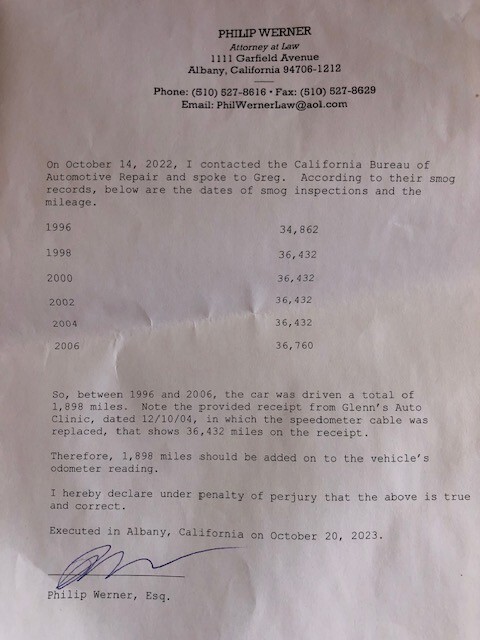 PHILIP WERNER
Attorney at Law
1111 Garfield Avenue
Albany, California 94706-1212
Phone: (510) 527-8616 • Fax: (510) 527-8629
Email: PhilWernerLaw@aol.com
On October 14, 2022, I contacted the California Bureau of
Automotive Repair and spoke to Greg. According to their smog
records, below are the dates of smog inspections and the
mileage.
1996 34,862
1998 36,432
2000 36,432
2002 36,432
2004 36,432
2006 36,760
So, between 1996 and 2006, the car was driven a total of
1,898 miles. Note the provided receipt from Glenn's Auto
Clinic, dated 12/10/04, in which the speedometer cable was
replaced, that shows 36,432 miles on the receipt.
Therefore, 1,898 miles should be added on to the vehicle's
odometer reading.
I hereby declare under penalty of perjury that the above is true
and correct.
Executed in Albany, California on October 20, 2023.
Philip Werner, Esq.